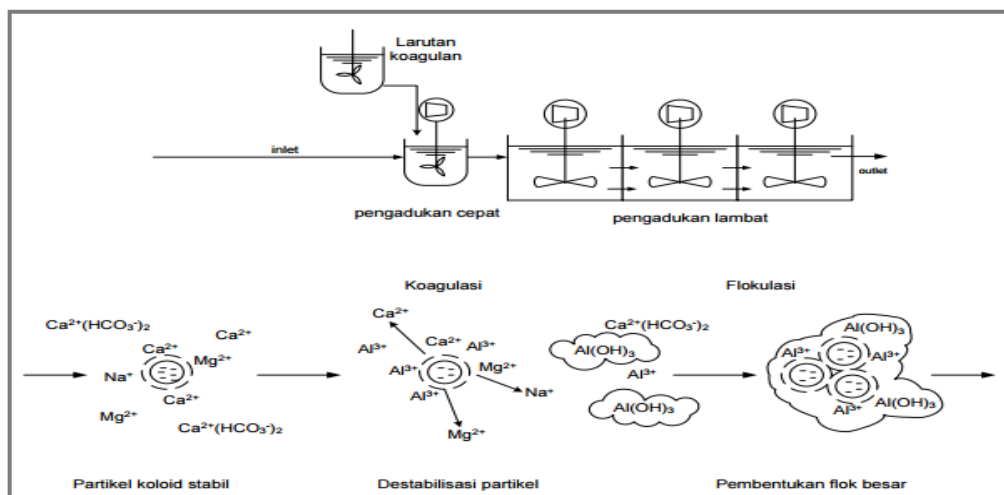 Larutan
koagulan
inlet
outlet
pengadukan cepat
pengadukan lambat
Koagulasi
Flokulasi
Ca²⁺(HCO₃⁻)₂
Ca²⁺
Ca²⁺
Mg²⁺
Na⁺
Ca²⁺
Mg²⁺
Ca²⁺(HCO₃⁻)₂
Ca²⁺
Al³⁺
Ca²⁺
Al³⁺
Al³⁺
Mg²⁺
Al³⁺
Na⁺
Mg²⁺
Ca²⁺(HCO₃⁻)₂
Al(OH)₃
Al³⁺
Al(OH)₃
Al(OH)₃
Al³⁺
Al³⁺
Al³⁺
Al(OH)₃
Partikel koloid stabil
Destabilisasi partikel
Pembentukan flok besar